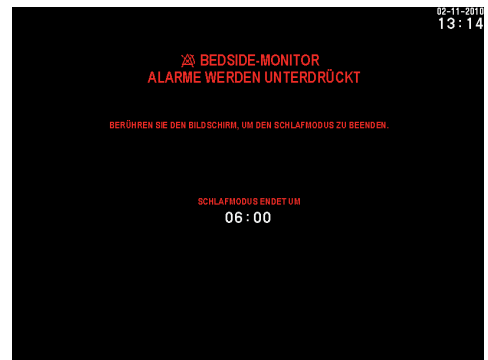 02-11-2010
13:14
BEDSIDE-MONITOR
ALARME WERDEN UNTERDRÜCKT
BERÜHREN SIE DEN BILDSCHIRM, UM DEN SCHLAFMODUS ZU BEENDEN.
SCHLAFMODUS ENDET UM
06:00